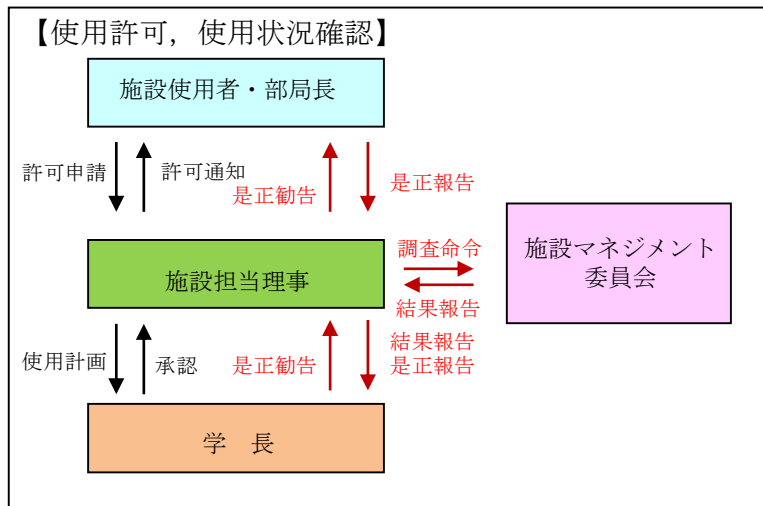 【使用許可，使用状況確認】
施設使用者・部局長
許可申請
許可通知
是正勧告
是正報告
施設担当理事
調査命令
結果報告
施設マネジメント
委員会
使用計画
承認
是正勧告
結果報告
是正報告
学　長